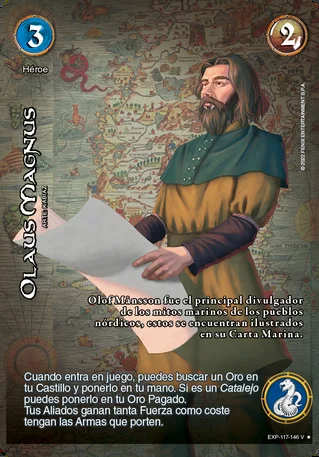 3
2
Héroe
© 2022 FENIX ENTERTAINMENT S.P.A.
OLAUS MAGNUS
Olof Månsson fue el principal divulgador
de los mitos marinos de los pueblos
nórdicos, estos se encuentran ilustrados
en su Carta Marina.
Cuando entra en juego, puedes buscar un Oro en
tu Castillo y ponerlo en tu mano. Si es un Catalejo
puedes ponerlo en tu Oro Pagado.
Tus Aliados ganan tanta Fuerza como coste
tengan las Armas que porten.
EXP-117-146 V ★